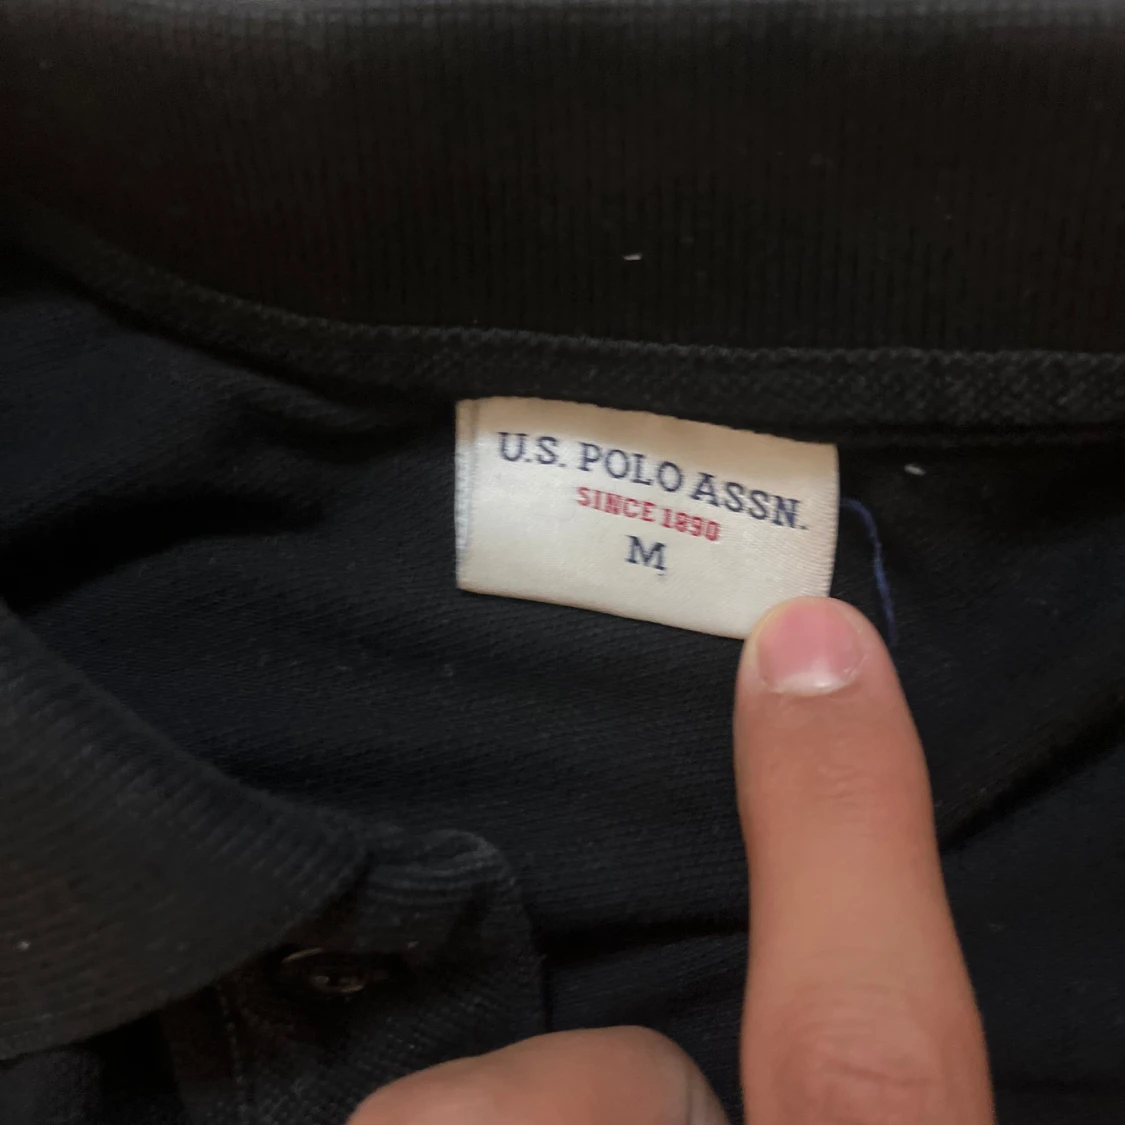 U.S. POLO ASSN.
SINCE 1890
M